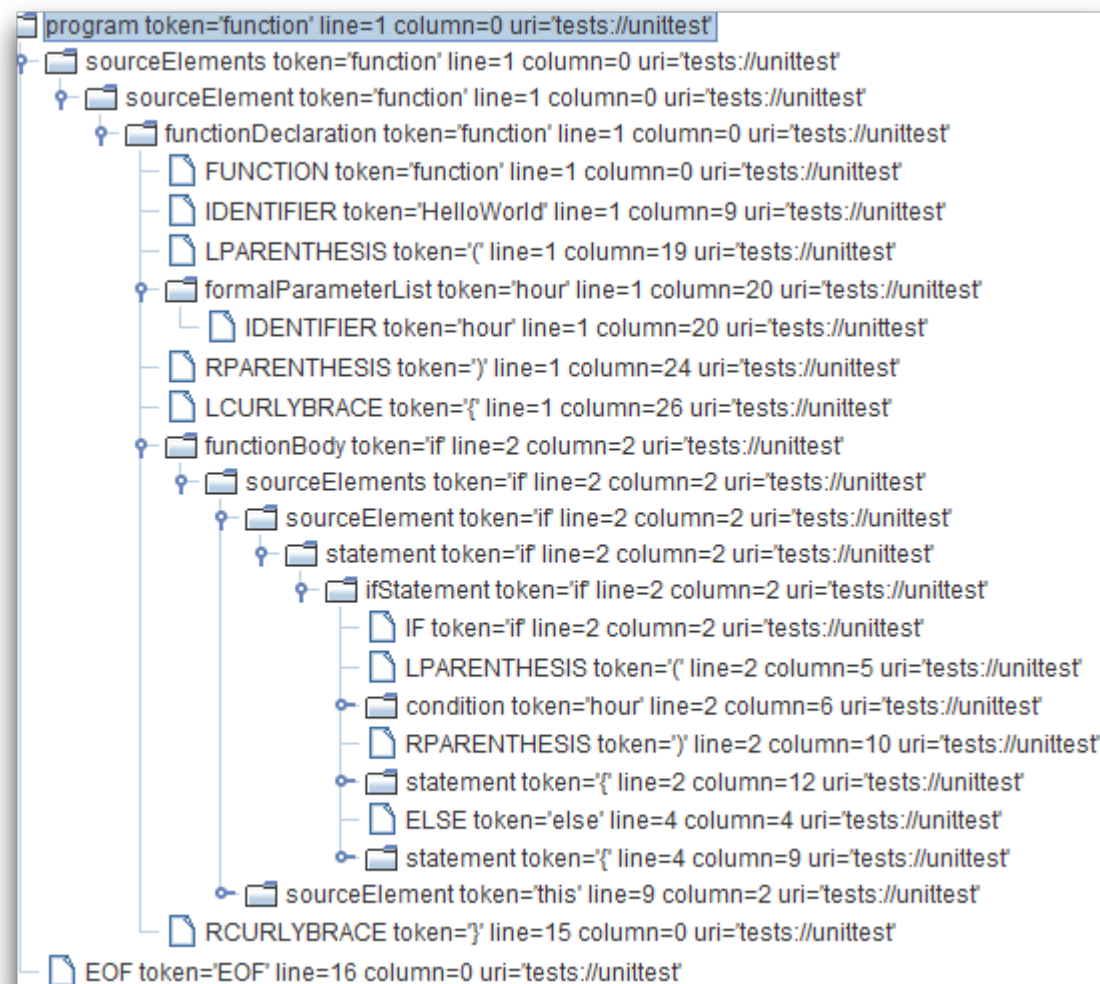 program token='function' line=1 column=0 uri='tests://unittest'
sourceElements token='function' line=1 column=0 uri='tests://unittest'
sourceElement token='function' line=1 column=0 uri='tests://unittest'
functionDeclaration token='function' line=1 column=0 uri='tests://unittest'
FUNCTION token='function' line=1 column=0 uri='tests://unittest'
IDENTIFIER token='HelloWorld' line=1 column=9 uri='tests://unittest'
LPARENTHESIS token='(' line=1 column=19 uri='tests://unittest'
formalParameterList token='hour' line=1 column=20 uri='tests://unittest'
IDENTIFIER token='hour' line=1 column=20 uri='tests://unittest'
RPARENTHESIS token=')' line=1 column=24 uri='tests://unittest'
LCURLYBRACE token='{' line=1 column=26 uri='tests://unittest'
functionBody token='if' line=2 column=2 uri='tests://unittest'
sourceElements token='if' line=2 column=2 uri='tests://unittest'
sourceElement token='if' line=2 column=2 uri='tests://unittest'
statement token='if' line=2 column=2 uri='tests://unittest'
ifStatement token='if' line=2 column=2 uri='tests://unittest'
IF token='if' line=2 column=2 uri='tests://unittest'
LPARENTHESIS token='(' line=2 column=5 uri='tests://unittest'
condition token='hour' line=2 column=6 uri='tests://unittest'
RPARENTHESIS token=')' line=2 column=10 uri='tests://unittest'
statement token='{' line=2 column=12 uri='tests://unittest'
ELSE token='else' line=4 column=4 uri='tests://unittest'
statement token='{' line=4 column=9 uri='tests://unittest'
sourceElement token='this' line=9 column=2 uri='tests://unittest'
RCURLYBRACE token='}' line=15 column=0 uri='tests://unittest'
EOF token='EOF' line=16 column=0 uri='tests://unittest'